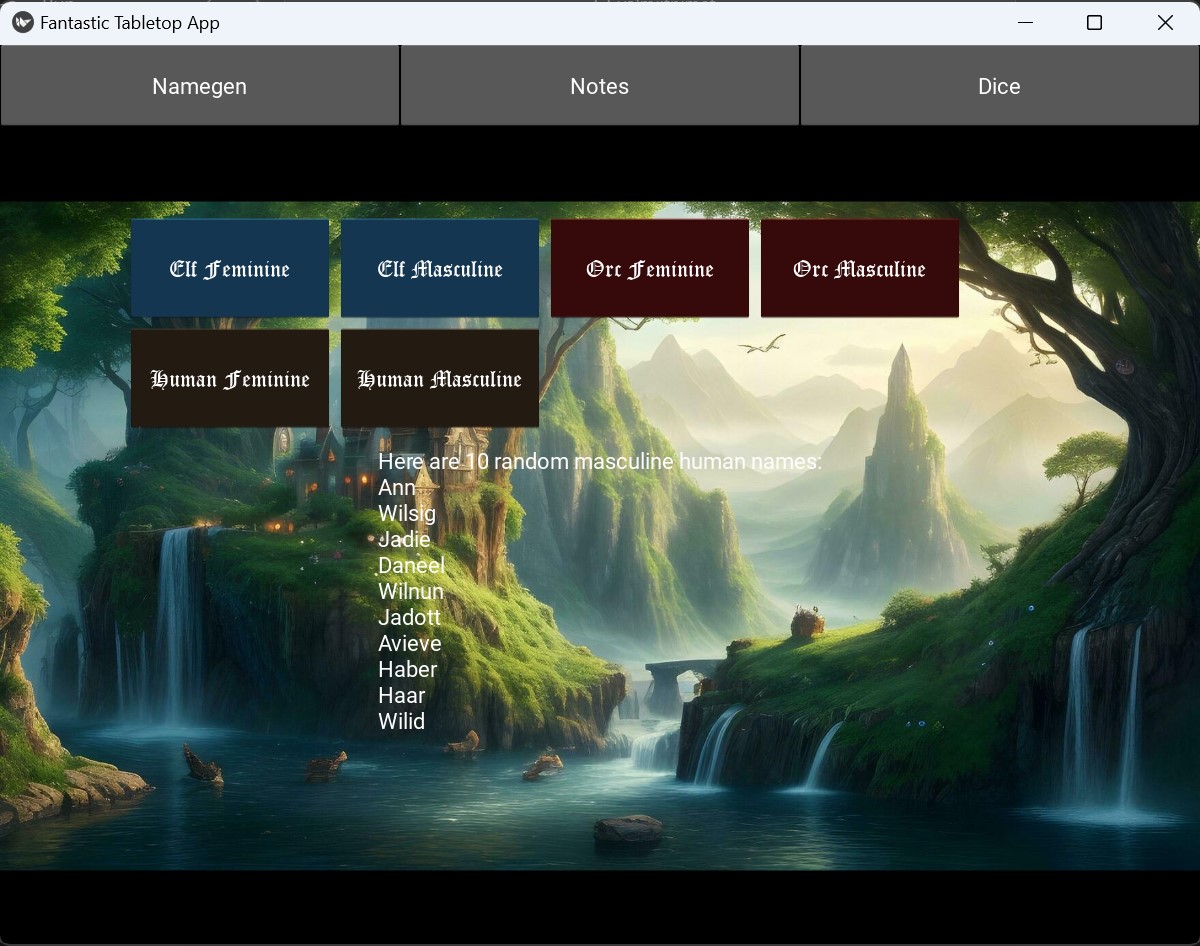 Fantastic Tabletop App
Namegen Notes Dice
Elf Feminine Elf Masculine Orc Feminine Orc Masculine
Human Feminine Human Masculine
Here are 10 random masculine human names:
Ann
Wilsig
Jadie
Daneel
Wilnun
Jadott
Avieve
Haber
Haar
Wilid